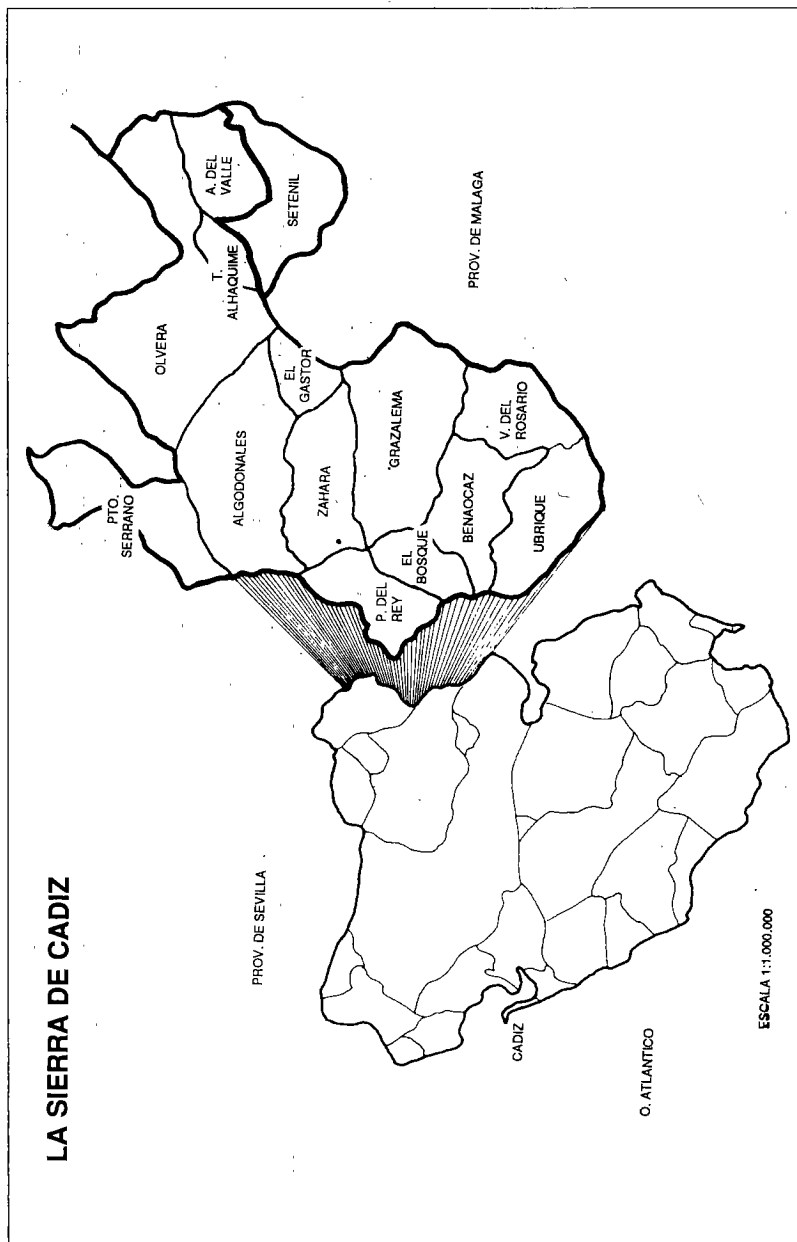 LA SIERRA DE CADIZ
PTO.
SERRANO
OLVERA
A. DEL
VALLE
SETENIL
T.
ALHAQUIME
ALGODONALES
EL
GASTOR
ZAHARA
GRAZALEMA
P. DEL
REY
EL
BOSQUE
BENAOCAZ
V. DEL
ROSARIO
UBRIQUE
PROV. DE MALAGA
PROV. DE SEVILLA
CADIZ
O. ATLANTICO
ESCALA 1:1.000.000